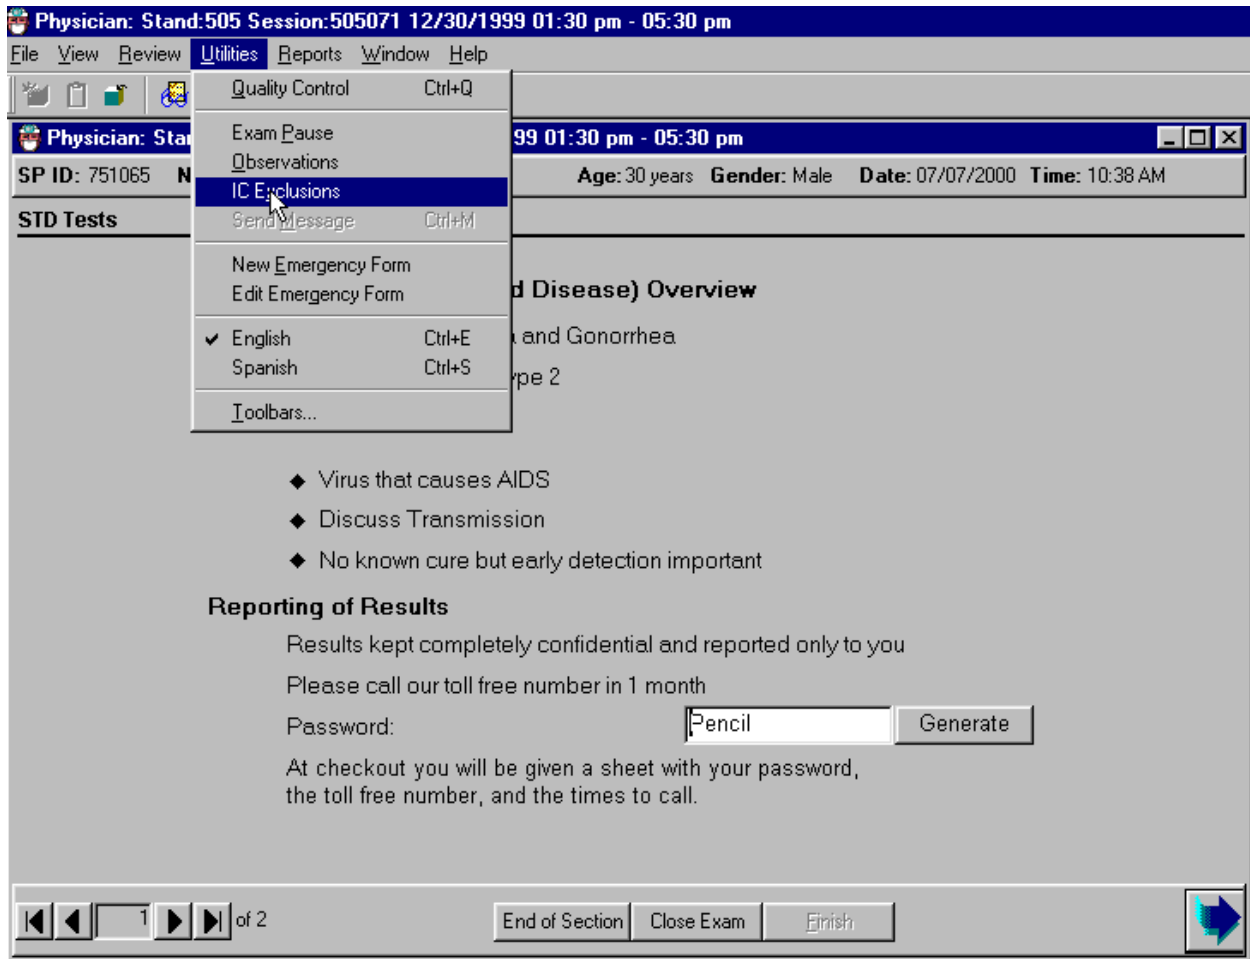 Physician: Stand:505 Session:505071 12/30/1999 01:30 pm - 05:30 pm
File View Review Utilities Reports Window Help
Quality Control Ctrl+Q
Exam Pause
Physician: Sta 99 01:30 pm - 05:30 pm
Observations
SP ID: 751065 N Age: 30 years Gender: Male Date: 07/07/2000 Time: 10:38 AM
IC Exclusions
STD Tests
Send Message Ctrl+M
New Emergency Form
Edit Emergency Form
d Disease) Overview
English Ctrl+E
and Gonorrhea
Spanish Ctrl+S
ype 2
Toolbars...
Virus that causes AIDS
Discuss Transmission
No known cure but early detection important
Reporting of Results
Results kept completely confidential and reported only to you
Please call our toll free number in 1 month
Password: Pencil Generate
At checkout you will be given a sheet with your password,
the toll free number, and the times to call.
1 of 2 End of Section Close Exam Finish